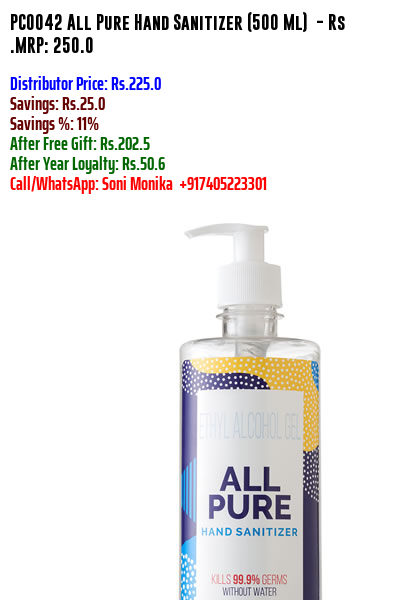 PC0042 All Pure Hand Sanitizer (500 Ml)  - Rs
.MRP: 250.0
Distributor Price: Rs.225.0
Savings: Rs.25.0
Savings %: 11%
After Free Gift: Rs.202.5
After Year Loyalty: Rs.50.6
Call/WhatsApp: Soni Monika  +917405223301
ETHYL ALCOHOL GEL
ALL
PURE
HAND SANITIZER
KILLS 99.9% GERMS
WITHOUT WATER